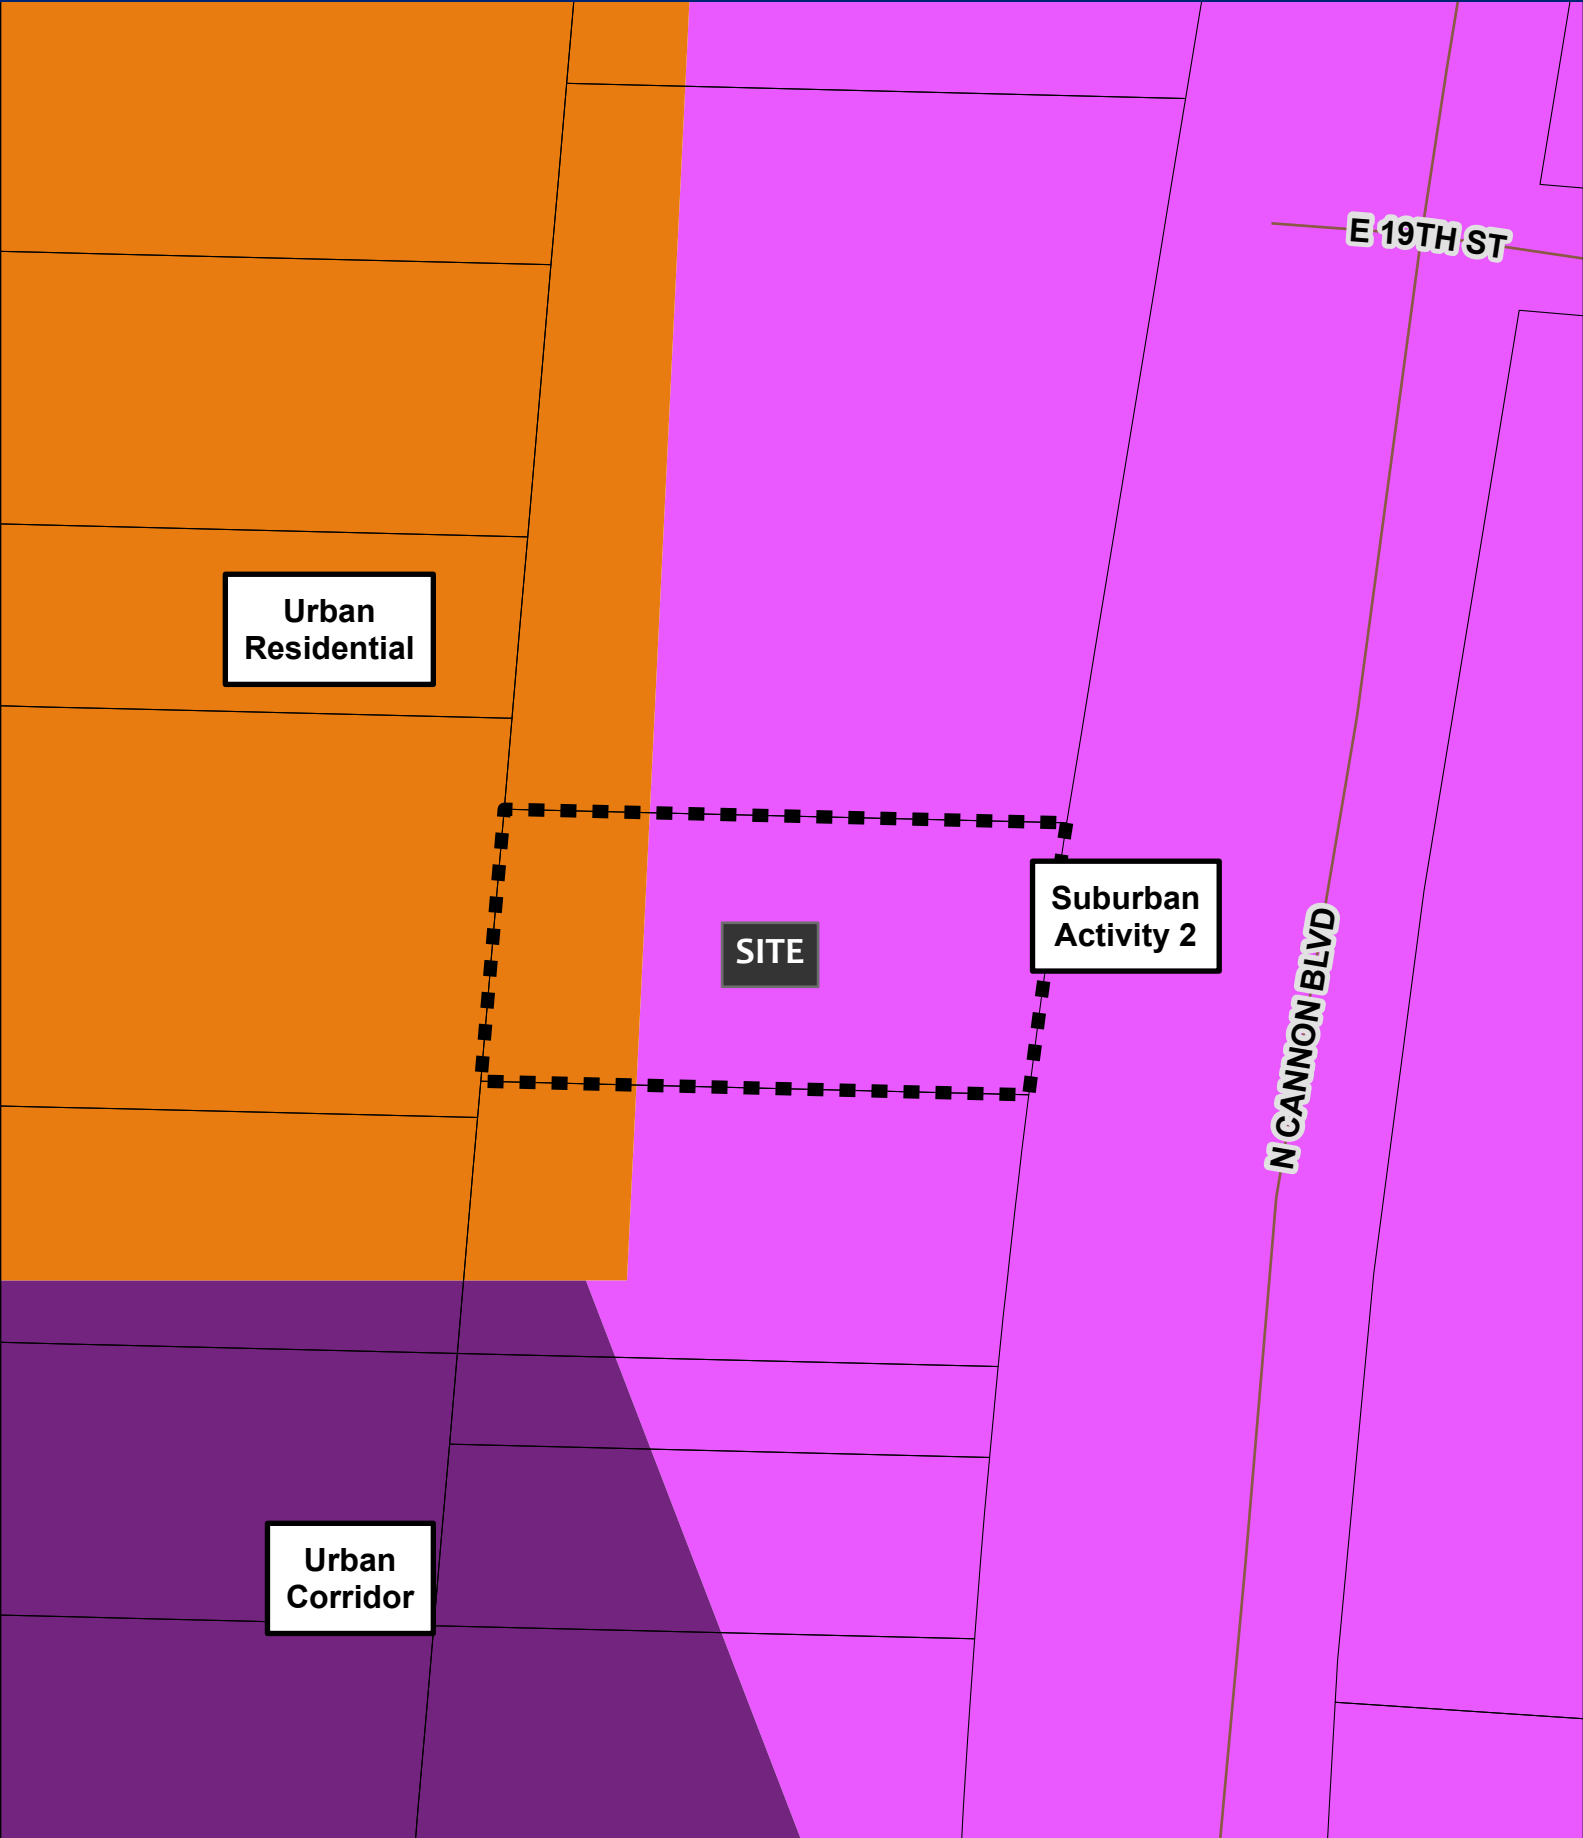 E 19TH ST
Urban
Residential
Suburban
Activity 2
SITE
N CANNON BLVD
Urban
Corridor